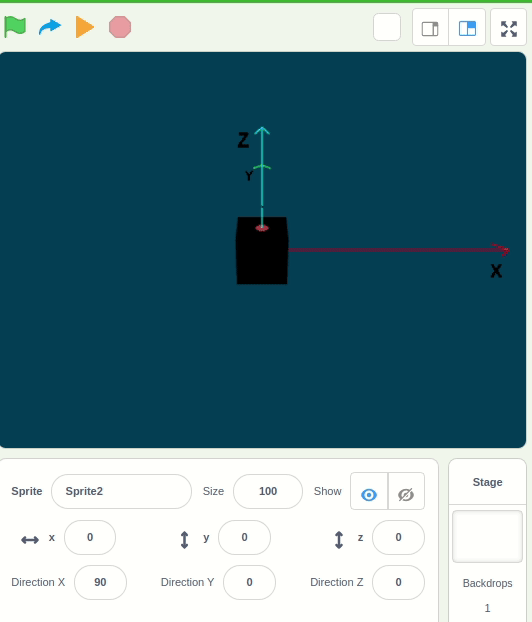 Z
Y
X
Sprite Sprite2 Size 100 Show
x 0 y 0 z 0
Direction X 90 Direction Y 0 Direction Z 0
Stage
Backdrops
1